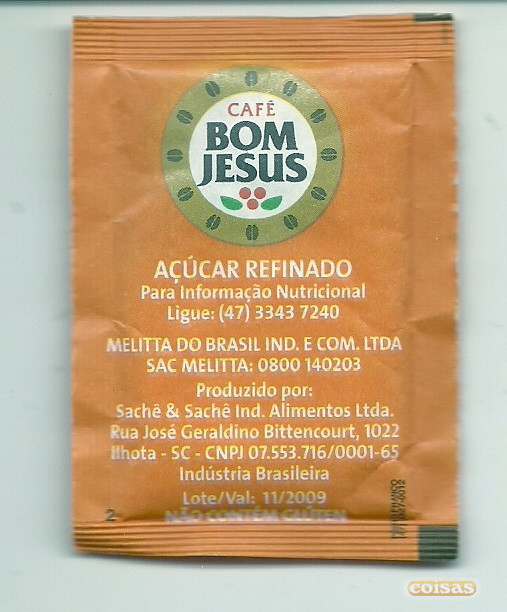 CAFÉ
BOM
JESUS
AÇÚCAR REFINADO
Para Informação Nutricional
Ligue: (47) 3343 7240
MELITTA DO BRASIL IND. E COM. LTDA
SAC MELITTA: 0800 140203
Produzido por:
Sachê & Sachê Ind. Alimentos Ltda.
Rua José Geraldino Bittencourt, 1022
Ilhota - SC - CNPJ 07.553.716/0001-65
Indústria Brasileira
Lote/Val: 11/2009
2 NÃO CONTÉM GLÚTEN
coisas